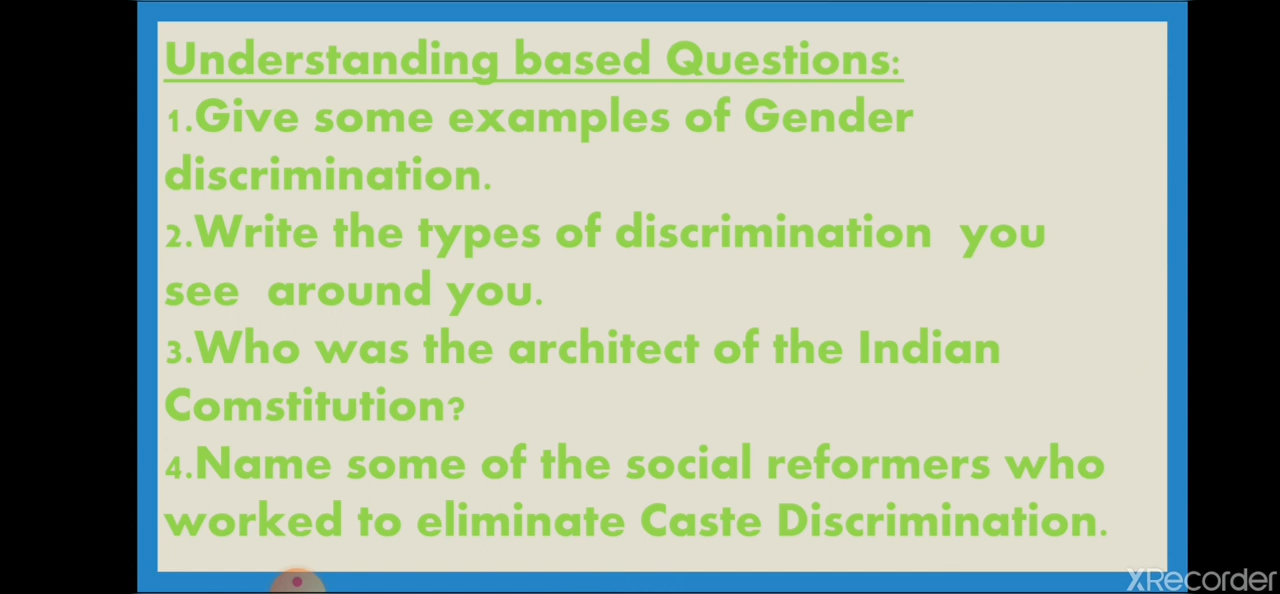 Understanding based Questions:
1.Give some examples of Gender
discrimination.
2.Write the types of discrimination you
see around you.
3.Who was the architect of the Indian
Comstitution?
4.Name some of the social reformers who
worked to eliminate Caste Discrimination.
XRecorder